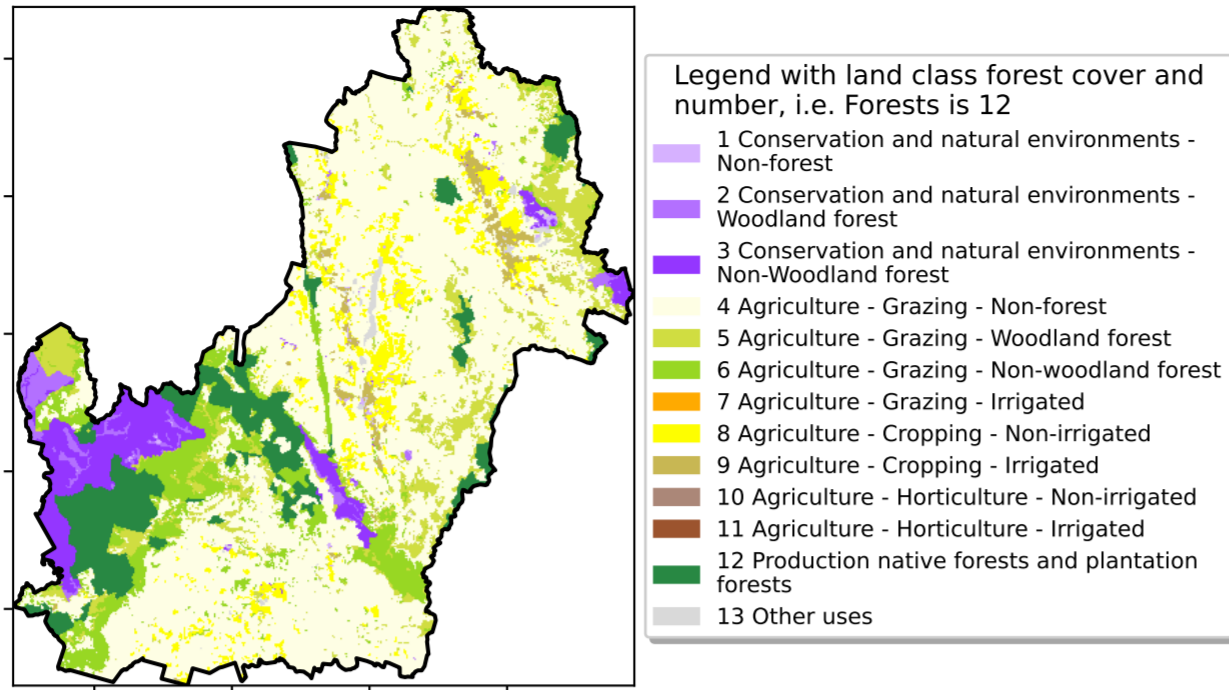 Legend with land class forest cover and
number, i.e. Forests is 12
1 Conservation and natural environments -
Non-forest
2 Conservation and natural environments -
Woodland forest
3 Conservation and natural environments -
Non-Woodland forest
4 Agriculture - Grazing - Non-forest
5 Agriculture - Grazing - Woodland forest
6 Agriculture - Grazing - Non-woodland forest
7 Agriculture - Grazing - Irrigated
8 Agriculture - Cropping - Non-irrigated
9 Agriculture - Cropping - Irrigated
10 Agriculture - Horticulture - Non-irrigated
11 Agriculture - Horticulture - Irrigated
12 Production native forests and plantation
forests
13 Other uses